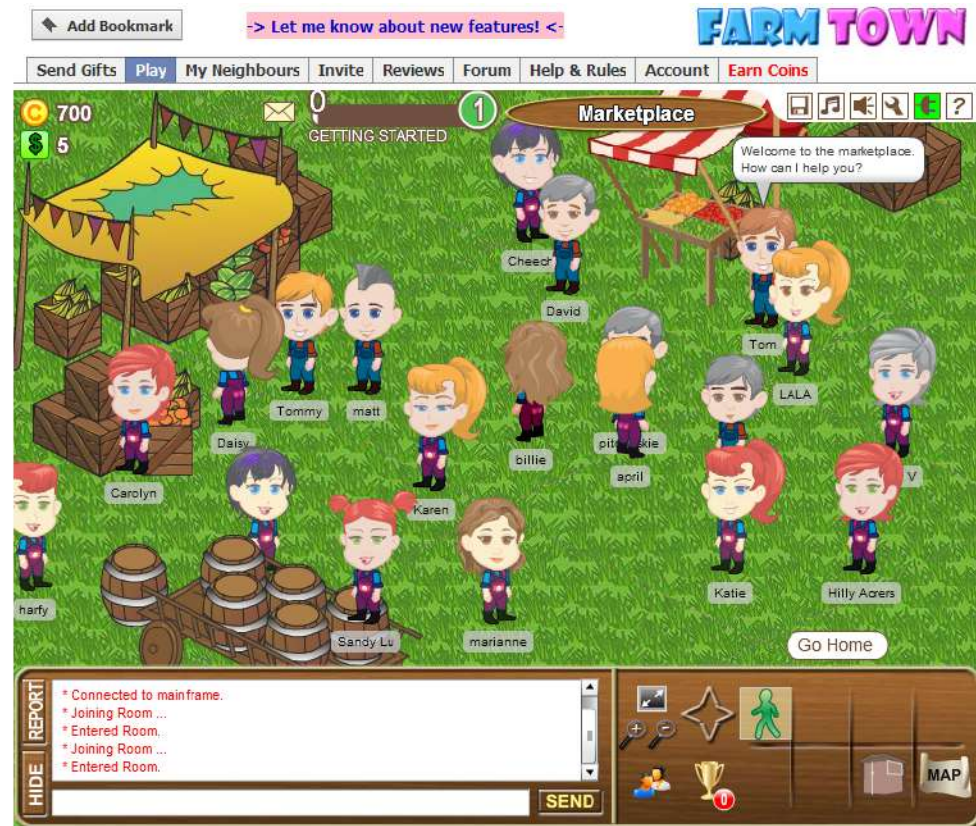 Add Bookmark
-> Let me know about new features! <-
FARM TOWN
Send Gifts Play My Neighbours Invite Reviews Forum Help & Rules Account Earn Coins
C 700
$ 5
0
GETTING STARTED
1
Marketplace
?
Welcome to the marketplace.
How can I help you?
Cheech
David
Tom
LALA
Tommy
matt
Daisy
billie
april
V
Carolyn
Karen
harfy
Katie
Hilly Acrers
Sandy Lu
marianne
Go Home
REPORT
HIDE
* Connected to mainframe.
* Joining Room ...
* Entered Room.
* Joining Room ...
* Entered Room.
SEND
0
MAP